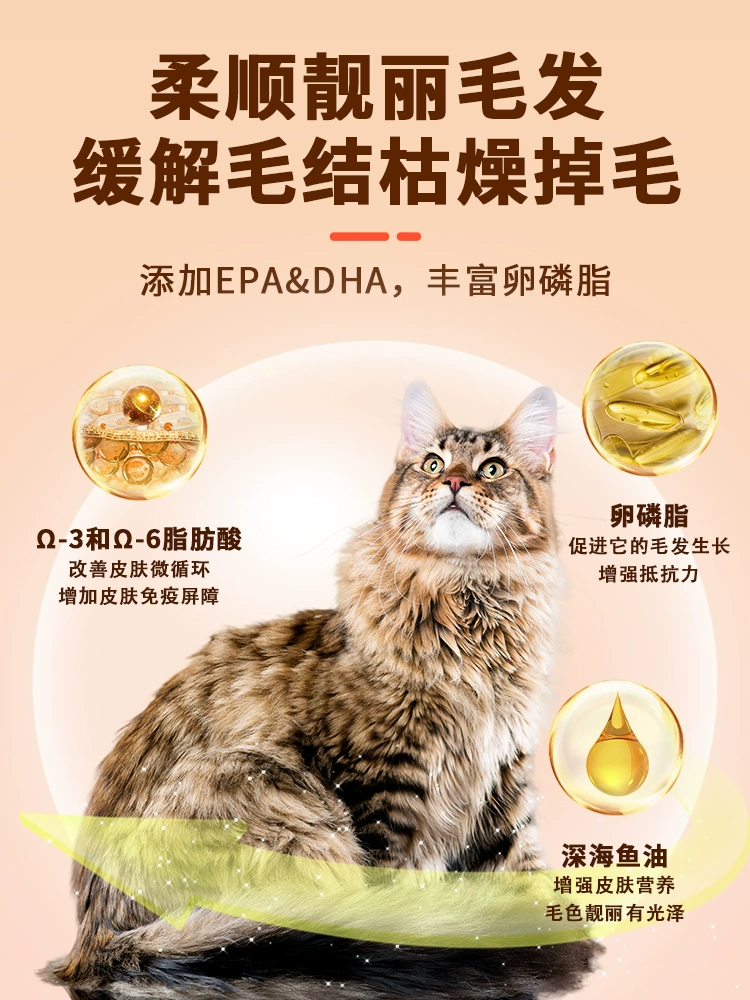 柔顺靓丽毛发
缓解毛结枯燥掉毛
添加EPA&DHA，丰富卵磷脂
Ω-3和Ω-6脂肪酸
改善皮肤微循环
增加皮肤免疫屏障
卵磷脂
促进它的毛发生长
增强抵抗力
深海鱼油
增强皮肤营养
毛色靓丽有光泽